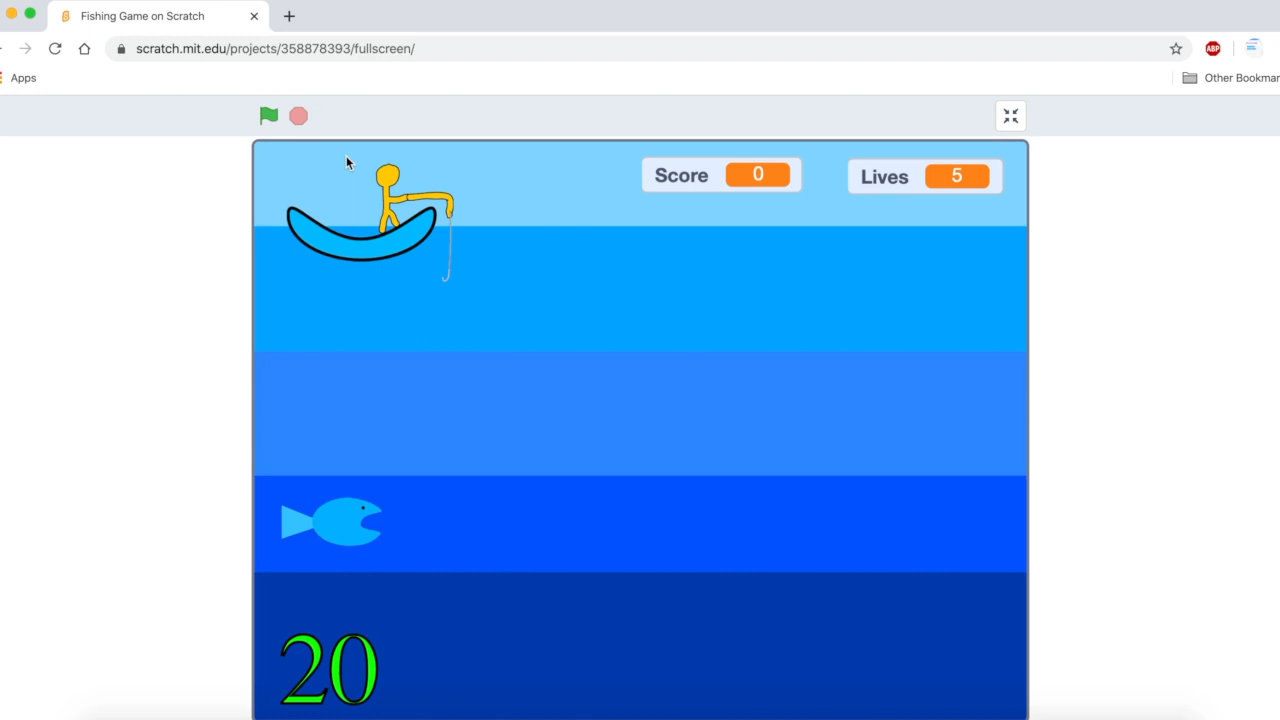 Fishing Game on Scratch
scratch.mit.edu/projects/358878393/fullscreen/
ABP
Apps
Other Bookmar
Score 0
Lives 5
20